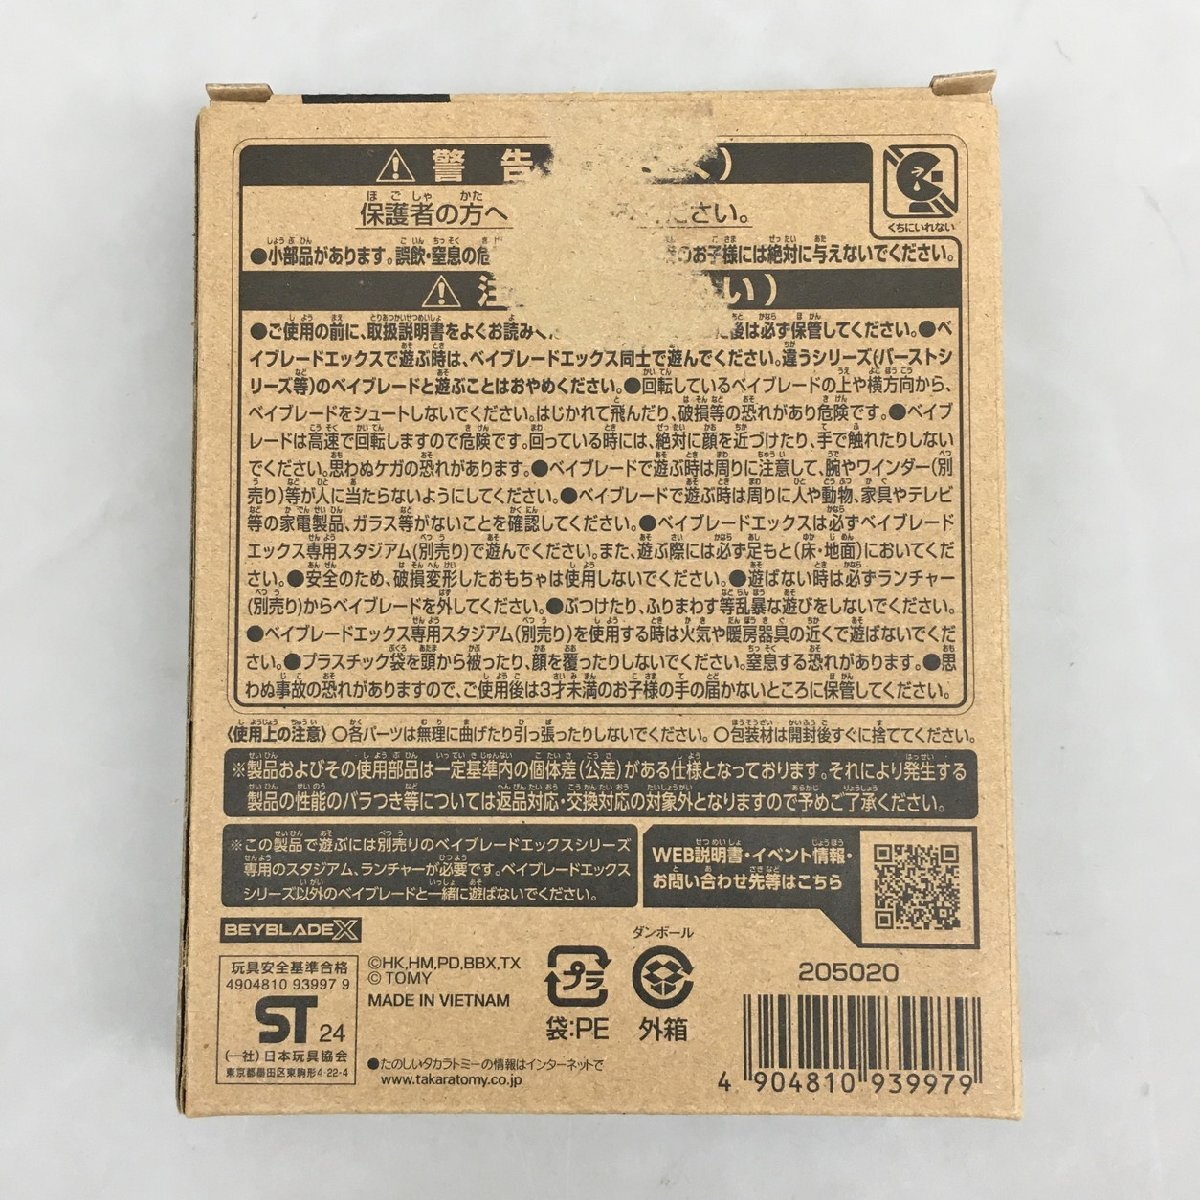 警告
保護者の方へ ください。
くちにいれない
●小部品があります。誤飲・窒息の危 のお子様には絶対に与えないでください。
注 い)
●ご使用の前に、取扱説明書をよくお読みく 後は必ず保管してください。●ベ
イブレードエックスで遊ぶ時は、ベイブレードエックス同士で遊んでください。違うシリーズ(バーストシ
リーズ等)のベイブレードと遊ぶことはおやめください。●回転しているベイブレードの上や横方向から、
ベイブレードをシュートしないでください。はじかれて飛んだり、破損等の恐れがあり危険です。●ベイブ
レードは高速で回転しますので危険です。回っている時には、絶対に顔を近づけたり、手で触れたりしない
でください。思わぬケガの恐れがあります。●ベイブレードで遊ぶ時は周りに注意して、腕やワインダー(別
売り)等が人に当たらないようにしてください。●ベイブレードで遊ぶ時は周りに人や動物、家具やテレビ
等の家電製品、ガラス等がないことを確認してください。●ベイブレードエックスは必ずベイブレード
エックス専用スタジアム(別売り)で遊んでください。また、遊ぶ際には必ず足もと(床・地面)においてくだ
さい。●安全のため、破損変形したおもちゃは使用しないでください。●遊ばない時は必ずランチャー
(別売り)からベイブレードを外してください。●ぶつけたり、ふりまわす等乱暴な遊びをしないでください。
●ベイブレードエックス専用スタジアム(別売り)を使用する時は火気や暖房器具の近くで遊ばないでくだ
さい。●プラスチック袋を頭から被ったり、顔を覆ったりしないでください。窒息する恐れがあります。●思
わぬ事故の恐れがありますので、ご使用後は3才未満のお子様の手の届かないところに保管してください。
〈使用上の注意〉○各パーツは無理に曲げたり引っ張ったりしないでください。○包装材は開封後すぐに捨ててください。
※製品およびその使用部品は一定基準内の個体差(公差)がある仕様となっております。それにより発生する
製品の性能のバラつき等については返品対応・交換対応の対象外となりますので予めご了承ください。
※この製品で遊ぶには別売りのベイブレードエックスシリーズ
専用のスタジアム、ランチャーが必要です。ベイブレードエックス
シリーズ以外のベイブレードと一緒に遊ばないでください。
WEB説明書・イベント情報・
お問い合わせ先等はこちら
BEYBLADE X
玩具安全基準合格
4904810 93997 9
ST 24
(一社)日本玩具協会
東京都墨田区東駒形4-22-4
©HK,HM,PD,BBX,TX
© TOMY
MADE IN VIETNAM
●たのしいタカラトミーの情報はインターネットで
www.takaratomy.co.jp
プラ
袋:PE
ダンボール
外箱
205020
4 904810 939979